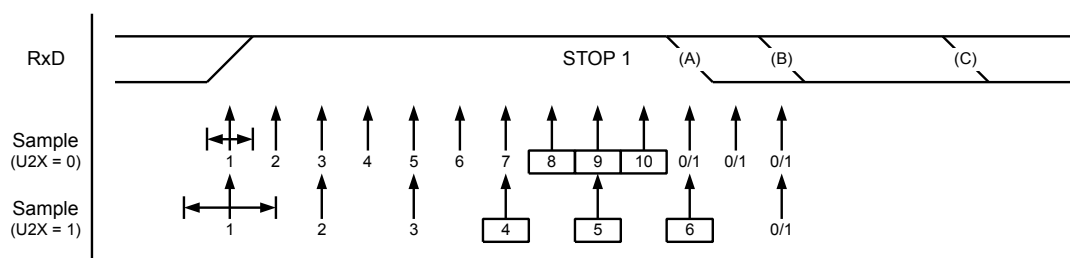 RxD STOP 1 (A) (B) (C)
Sample
(U2X = 0)
1 2 3 4 5 6 7 8 9 10 0/1 0/1 0/1
Sample
(U2X = 1)
1 2 3 4 5 6 0/1